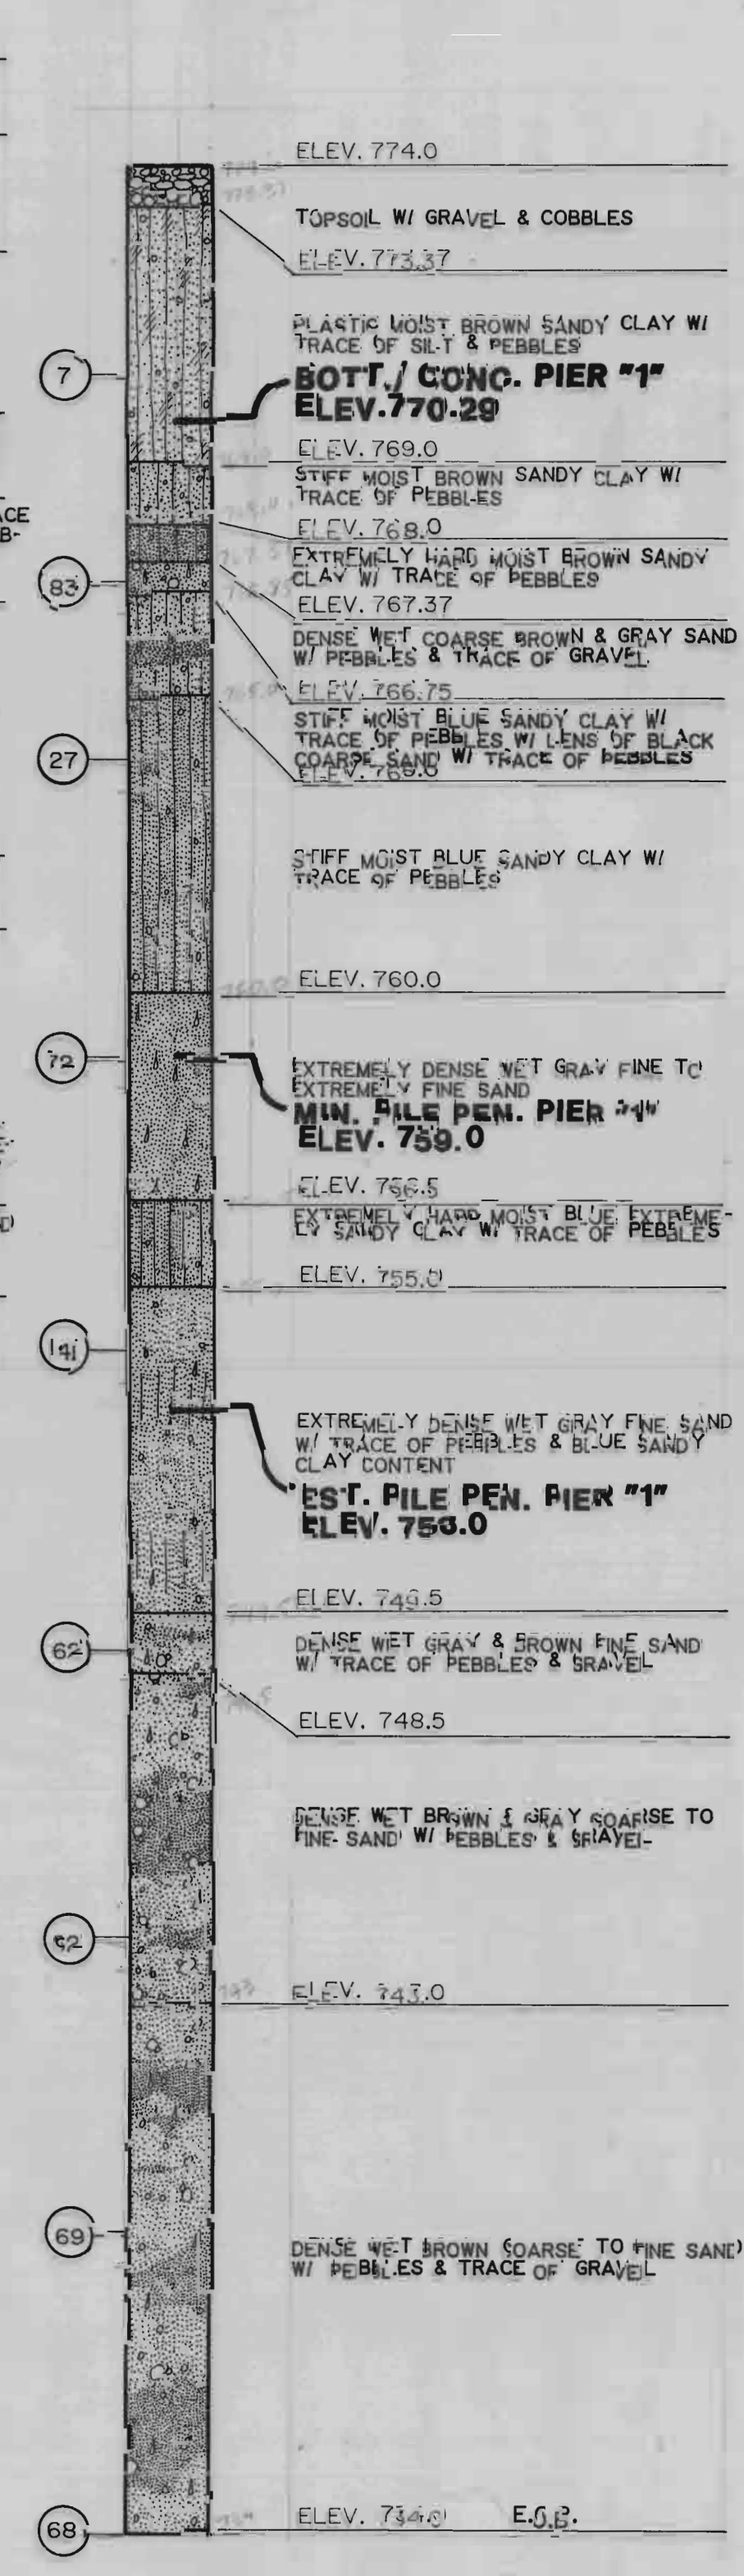 ELEV. 774.0
TOPSOIL W/ GRAVEL & COBBLES
ELEV. 773.37
PLASTIC MOIST BROWN SANDY CLAY W/
TRACE OF SILT & PEBBLES
7
BOTT./ CONC. PIER "1"
ELEV.770.29
ELEV. 769.0
STIFF MOIST BROWN SANDY CLAY W/
TRACE OF PEBBLES
ACE
B-
ELEV. 768.0
EXTREMELY HARD MOIST BROWN SANDY
CLAY W/ TRACE OF PEBBLES
83
ELEV. 767.37
DENSE WET COARSE BROWN & GRAY SAND
W/ PEBBLES & TRACE OF GRAVEL
ELEV. 766.75
STIFF MOIST BLUE SANDY CLAY W/
TRACE OF PEBBLES W/ LENS OF BLACK
COARSE SAND W/ TRACE OF PEBBLES
27
ELEV. 765.0
STIFF MOIST BLUE SANDY CLAY W/
TRACE OF PEBBLES
ELEV. 760.0
72
EXTREMELY DENSE WET GRAY FINE TO
EXTREMELY FINE SAND
MIN. PILE PEN. PIER "1"
ELEV. 759.0
ELEV. 756.5
EXTREMELY HARD MOIST BLUE EXTREME-
LY SANDY CLAY W/ TRACE OF PEBBLES
ELEV. 755.0
141
EXTREMELY DENSE WET GRAY FINE SAND
W/ TRACE OF PEBBLES & BLUE SANDY
CLAY CONTENT
EST. PILE PEN. PIER "1"
ELEV. 753.0
ELEV. 749.5
62
DENSE WET GRAY & BROWN FINE SAND
W/ TRACE OF PEBBLES & GRAVEL
ELEV. 748.5
DENSE WET BROWN & GRAY COARSE TO
FINE SAND W/ PEBBLES & GRAVEL
ELEV. 743.0
69
DENSE WET BROWN COARSE TO FINE SAND
W/ PEBBLES & TRACE OF GRAVEL
ELEV. 734.0 E.O.B.
68